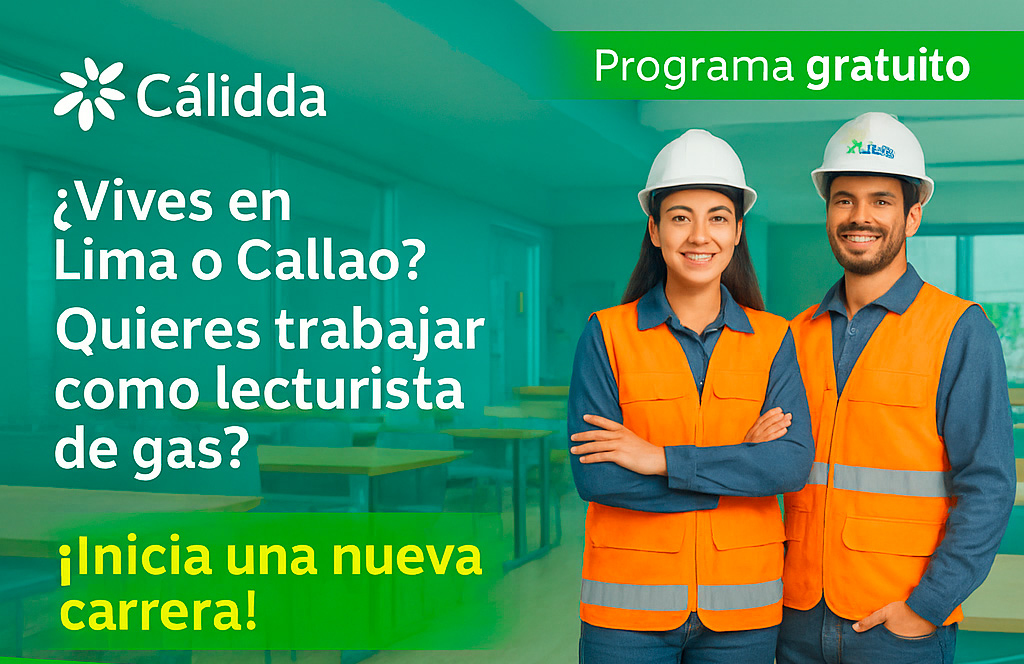 Cálidda
Programa gratuito
¿Vives en
Lima o Callao?
Quieres trabajar
como lecturista
de gas?
¡Inicia una nueva
carrera!